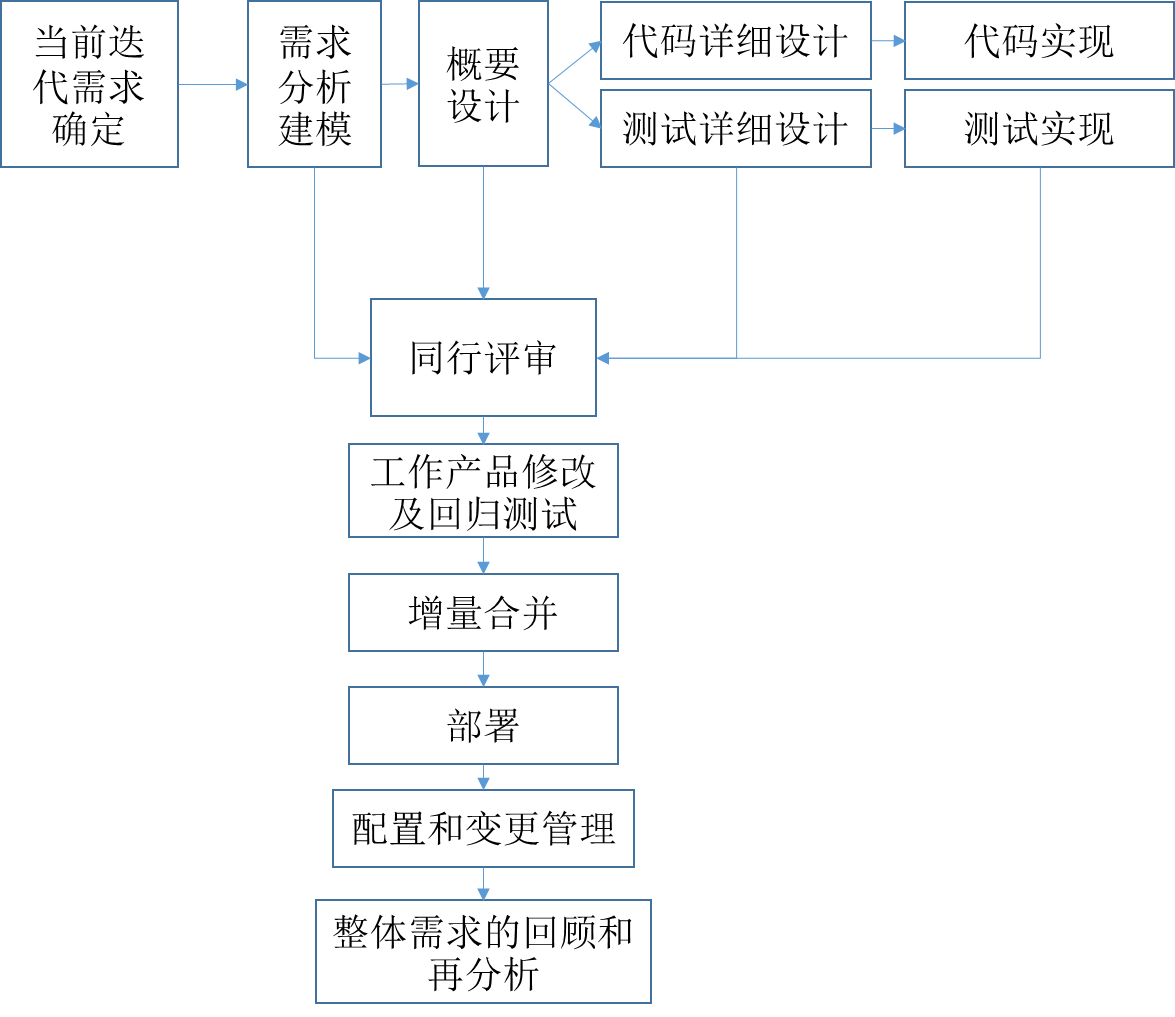 当前迭
代需求
确定
需求
分析
建模
概要
设计
代码详细设计
代码实现
测试详细设计
测试实现
同行评审
工作产品修改
及回归测试
增量合并
部署
配置和变更管理
整体需求的回顾和
再分析